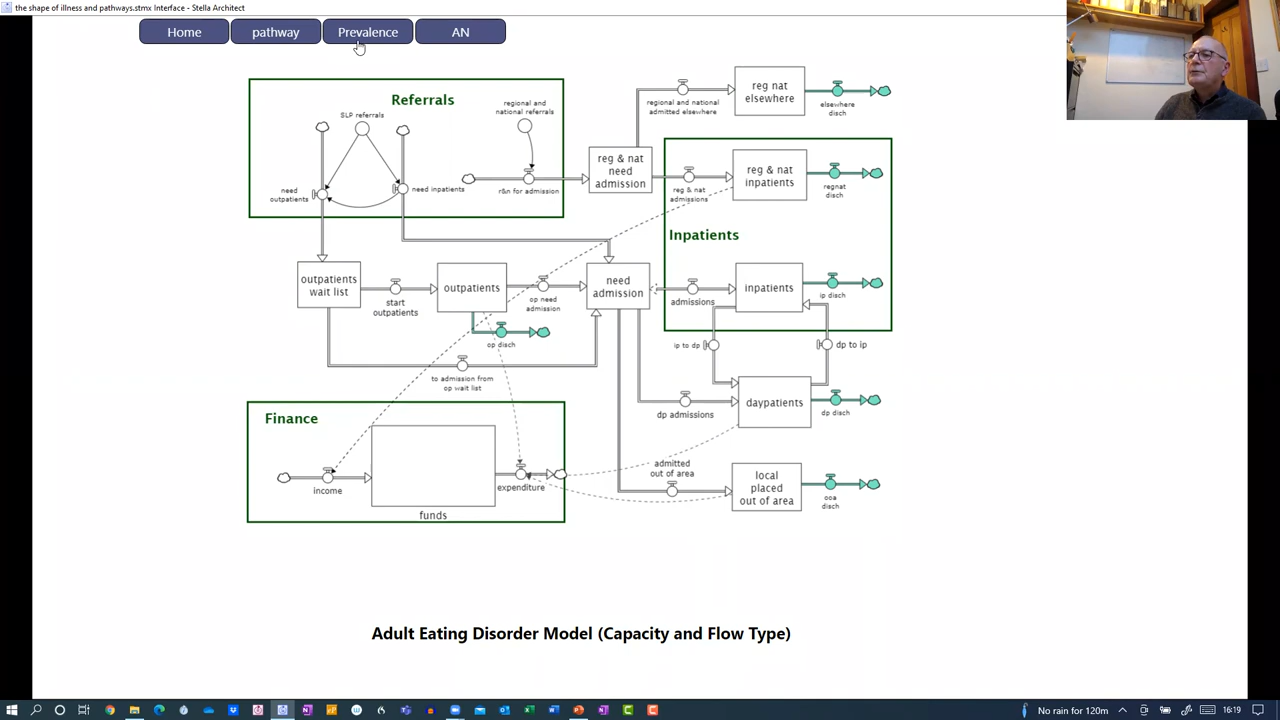 the shape of illness and pathways.stmx Interface - Stella Architect
Home
pathway
Prevalence
AN
Referrals
SLP referrals
regional and
national referrals
need
outpatients
need inpatients
r&n for admission
reg & nat
need
admission
regional and national
admitted elsewhere
reg nat
elsewhere
elsewhere
disch
reg & nat
admissions
reg & nat
inpatients
regnat
disch
Inpatients
outpatients
wait list
start
outpatients
outpatients
op need
admission
need
admission
admissions
inpatients
ip disch
op disch
ip to dp
dp to ip
to admission from
op wait list
dp admissions
daypatients
dp disch
Finance
income
funds
expenditure
admitted
out of area
local
placed
out of area
ooa
disch
Adult Eating Disorder Model (Capacity and Flow Type)
No rain for 120m
16:19